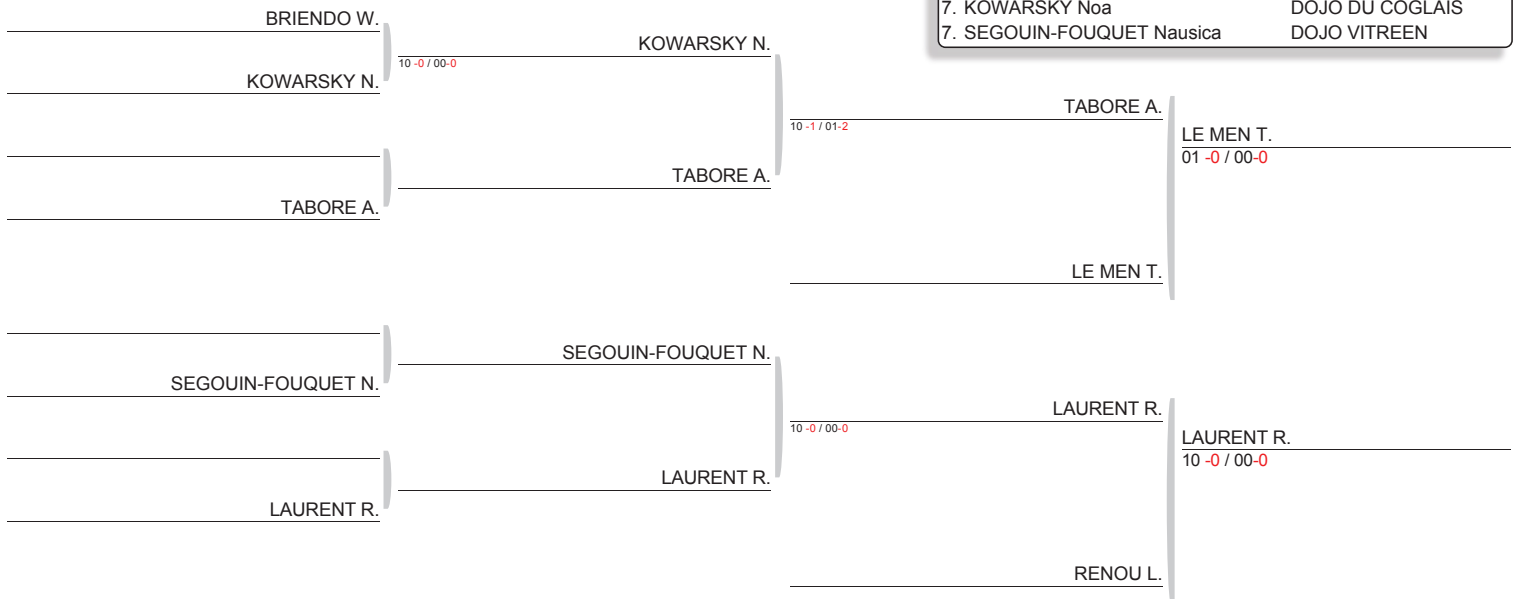 7. KOWARSKY Noa DOJO DU COGLAIS
7. SEGOUIN-FOUQUET Nausica DOJO VITREEN
BRIENDO W.
KOWARSKY N.
KOWARSKY N.
10 -0 / 00-0
TABORE A.
TABORE A.
TABORE A.
10 -1 / 01-2
LE MEN T.
LE MEN T.
01 -0 / 00-0
SEGOUIN-FOUQUET N.
SEGOUIN-FOUQUET N.
LAURENT R.
LAURENT R.
LAURENT R.
10 -0 / 00-0
RENOU L.
LAURENT R.
10 -0 / 00-0